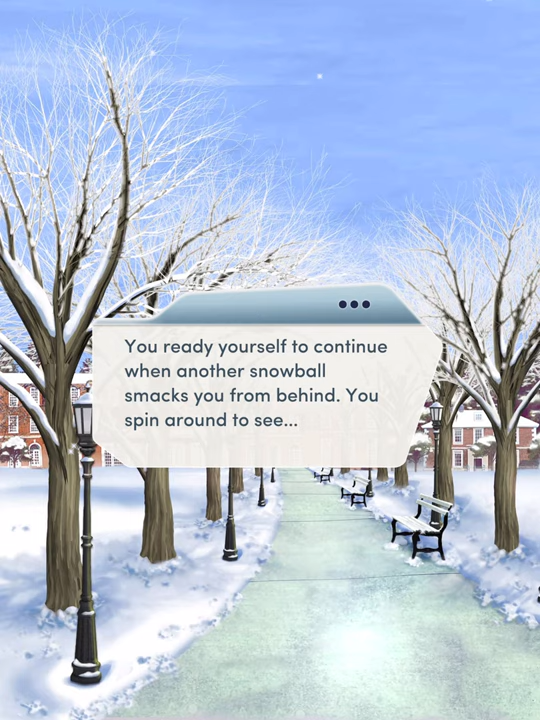 You ready yourself to continue
when another snowball
smacks you from behind. You
spin around to see...